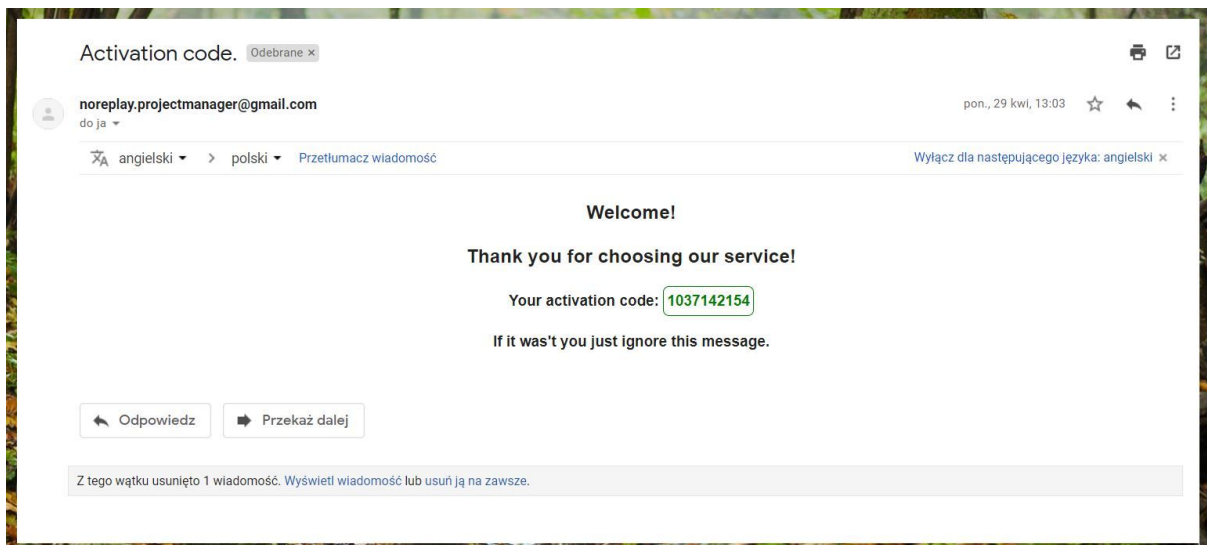 Activation code. Odebrane ×
noreplay.projectmanager@gmail.com pon., 29 kwi, 13:03
do ja
angielski > polski Przetłumacz wiadomość Wyłącz dla następującego języka: angielski ×
Welcome!
Thank you for choosing our service!
Your activation code: 1037142154
If it was't you just ignore this message.
Odpowiedz Przekaż dalej
Z tego wątku usunięto 1 wiadomość. Wyświetl wiadomość lub usuń ją na zawsze.